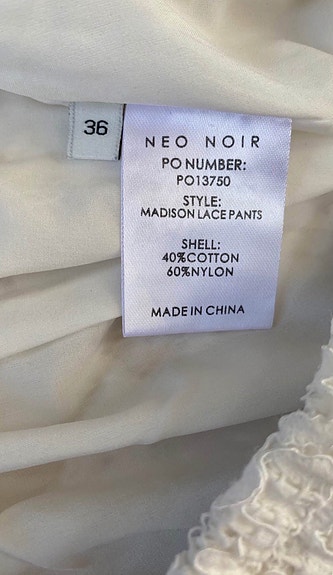 36
NEO NOIR
PO NUMBER:
PO13750
STYLE:
MADISON LACE PANTS
SHELL:
40%COTTON
60%NYLON
MADE IN CHINA